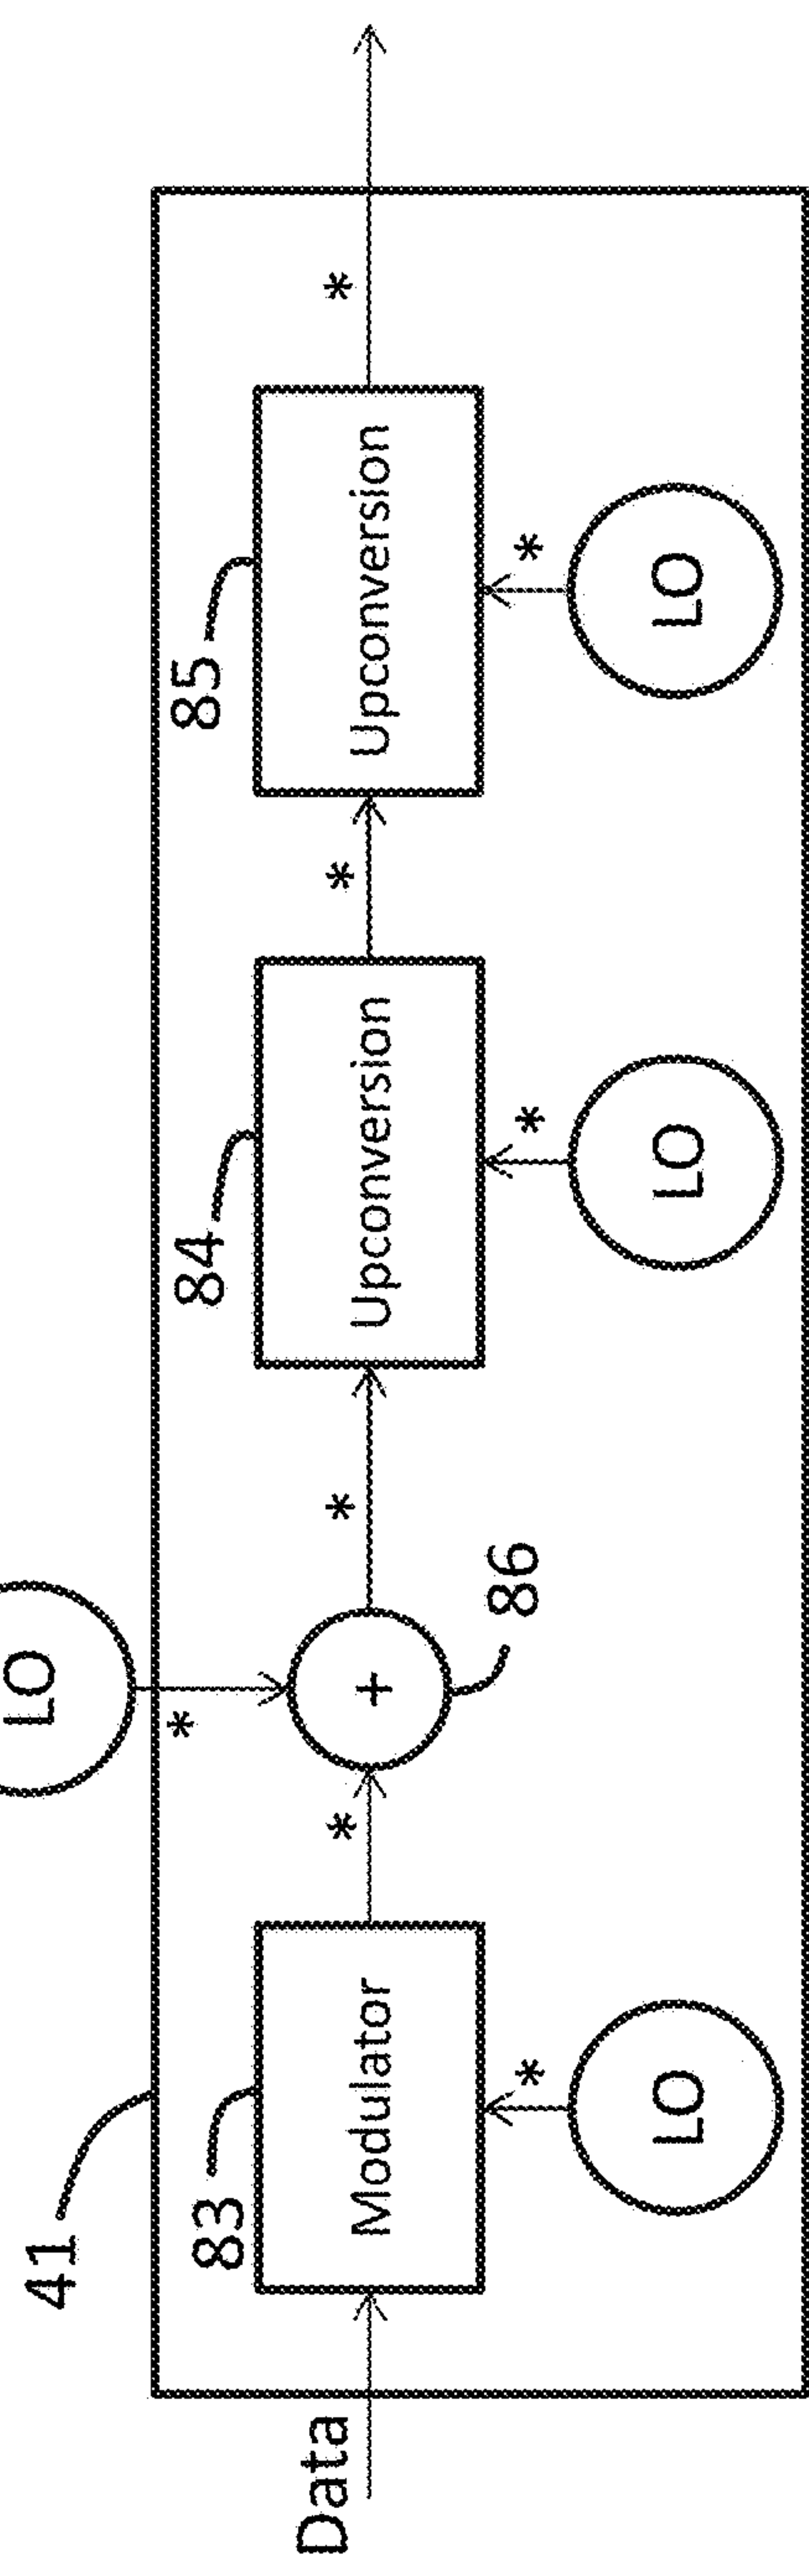 41
LO
*
Data
83
Modulator
*
LO
*
+
86
*
84
Upconversion
*
LO
*
85
Upconversion
*
LO
*